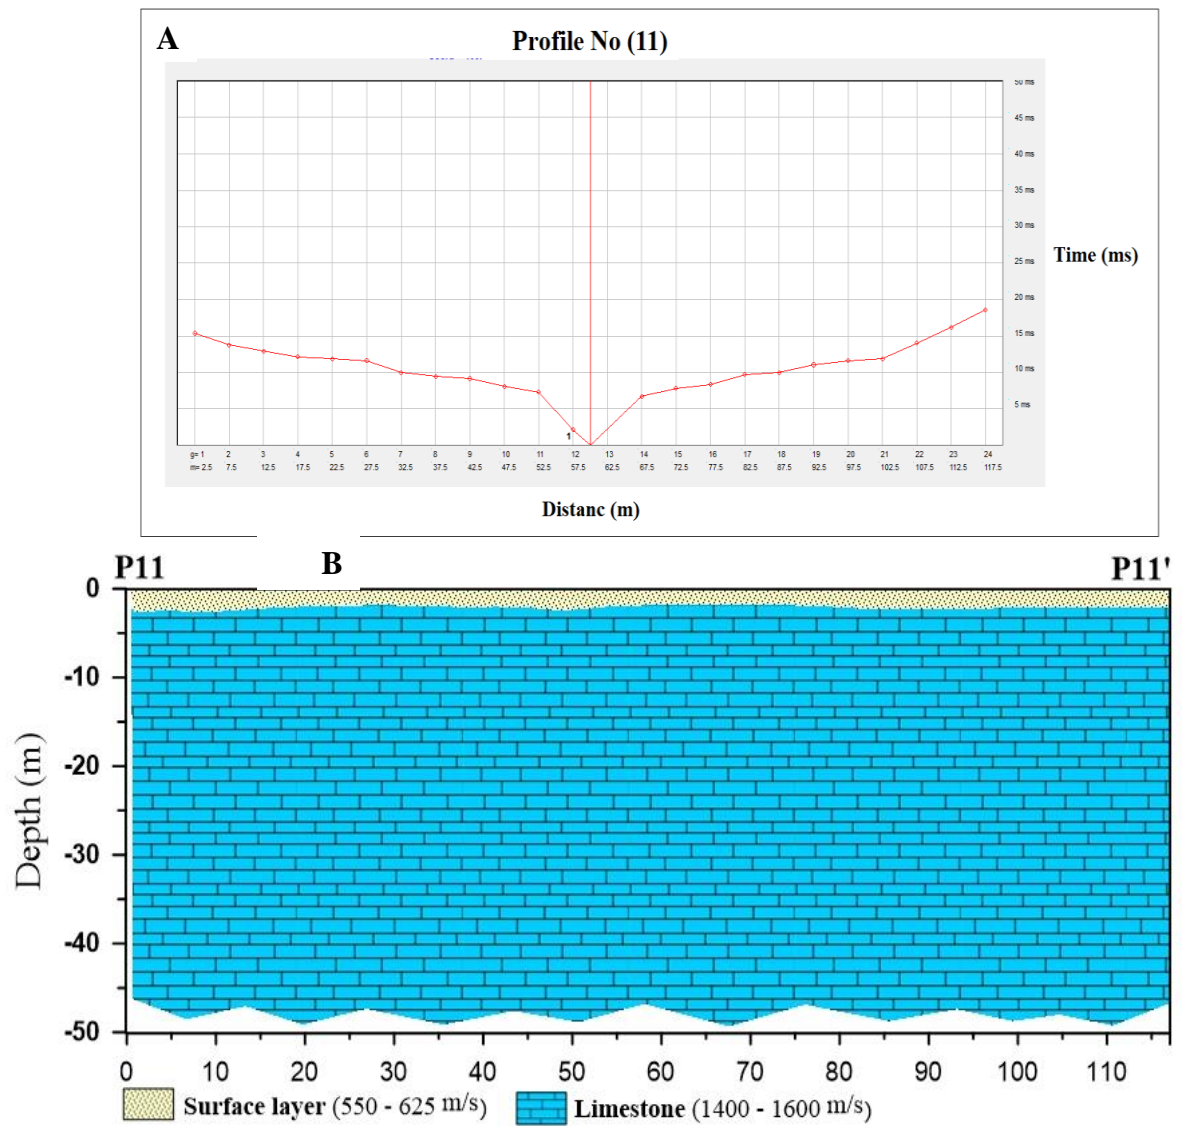 A
Profile No (11)
50 ms
45 ms
40 ms
35 ms
30 ms
25 ms
20 ms
15 ms
10 ms
5 ms
Time (ms)
1
g= 1 2 3 4 5 6 7 8 9 10 11 12 13 14 15 16 17 18 19 20 21 22 23 24
m= 2.5 7.5 12.5 17.5 22.5 27.5 32.5 37.5 42.5 47.5 52.5 57.5 62.5 67.5 72.5 77.5 82.5 87.5 92.5 97.5 102.5 107.5 112.5 117.5
Distanc (m)
P11 B P11'
0
-10
-20
-30
-40
-50
Depth (m)
0 10 20 30 40 50 60 70 80 90 100 110
Surface layer (550 - 625 m/s) Limestone (1400 - 1600 m/s)